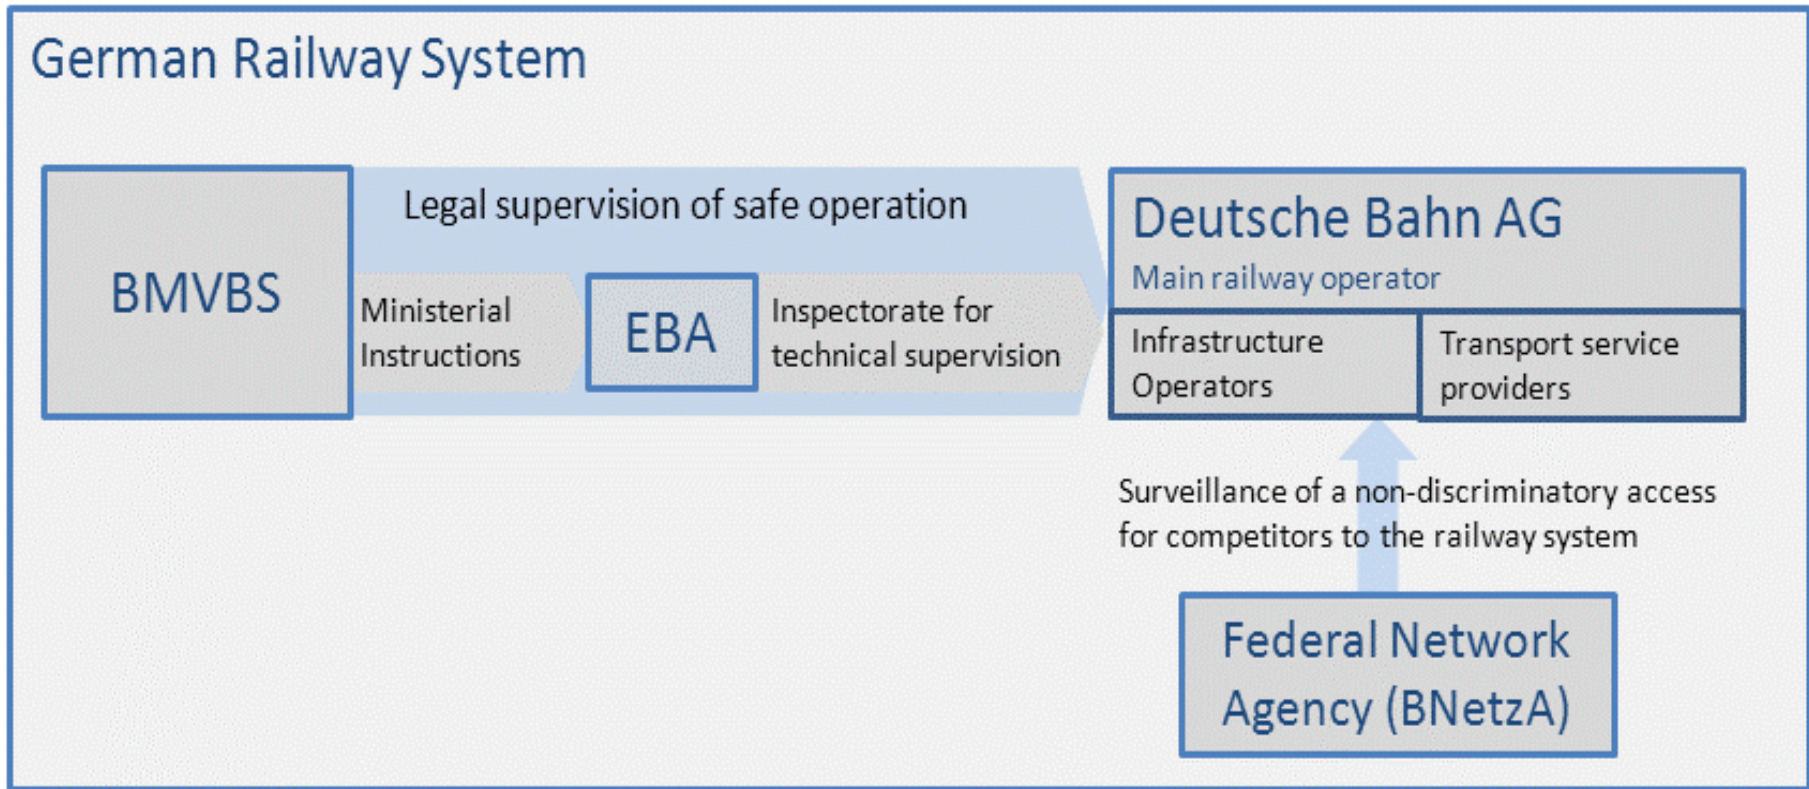 German Railway System
BMVBS
Legal supervision of safe operation
Ministerial
Instructions
EBA
Inspectorate for
technical supervision
Deutsche Bahn AG
Main railway operator
Infrastructure
Operators
Transport service
providers
Surveillance of a non-discriminatory access
for competitors to the railway system
Federal Network
Agency (BNetzA)